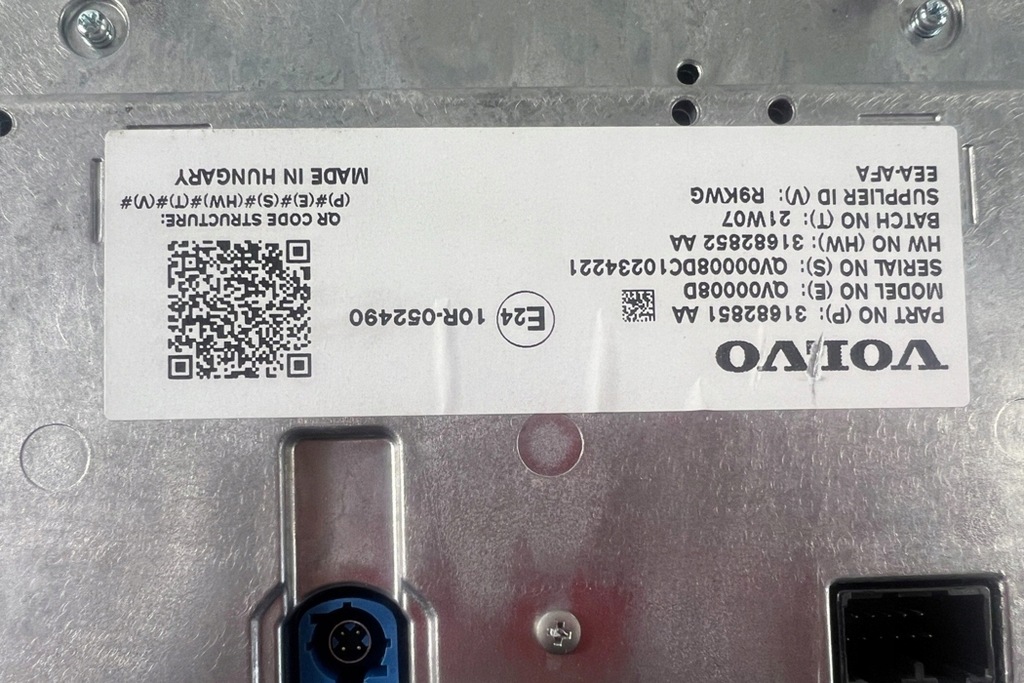 VOLVO
PART NO (P): 31682851 AA
MODEL NO (E): QV00008D
SERIAL NO (S): QV00008DC10234221
HW NO (HW): 31682852 AA
BATCH NO (T): 21W07
SUPPLIER ID (V): R9KWG
EEA-AFA
E24 10R-052490
QR CODE STRUCTURE:
(P)#(E)#(S)#(HW)#(T)#(V)#
MADE IN HUNGARY